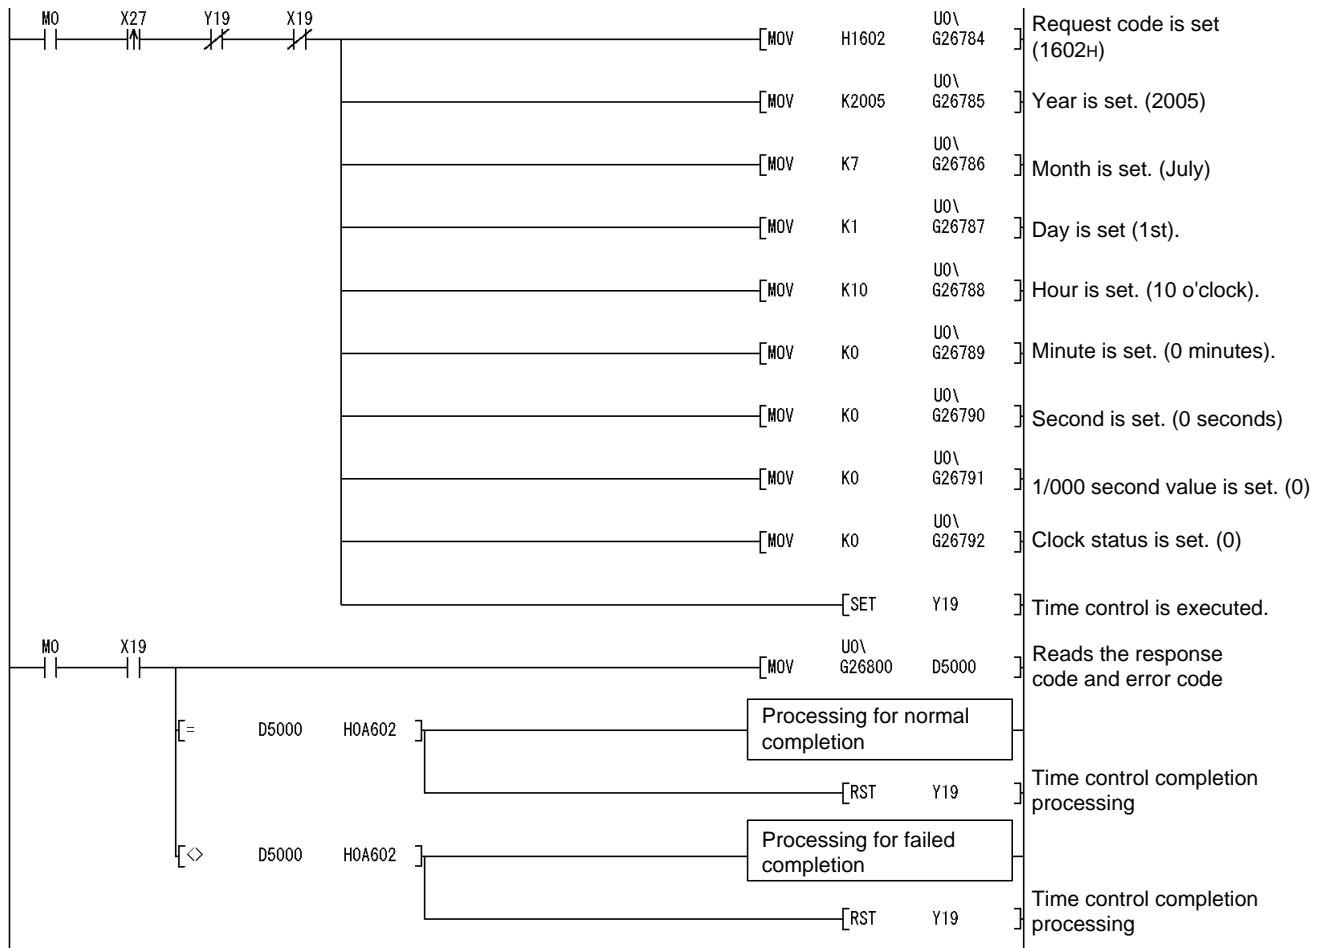 M0 X27 Y19 X19
U0\
MOV H1602 G26784
Request code is set
(1602H)
U0\
MOV K2005 G26785
Year is set. (2005)
U0\
MOV K7 G26786
Month is set. (July)
U0\
MOV K1 G26787
Day is set (1st).
U0\
MOV K10 G26788
Hour is set. (10 o'clock).
U0\
MOV K0 G26789
Minute is set. (0 minutes).
U0\
MOV K0 G26790
Second is set. (0 seconds)
U0\
MOV K0 G26791
1/000 second value is set. (0)
U0\
MOV K0 G26792
Clock status is set. (0)
SET Y19
Time control is executed.
M0 X19
U0\
MOV G26800 D5000
Reads the response
code and error code
= D5000 H0A602
Processing for normal
completion
RST Y19
Time control completion
processing
<> D5000 H0A602
Processing for failed
completion
RST Y19
Time control completion
processing